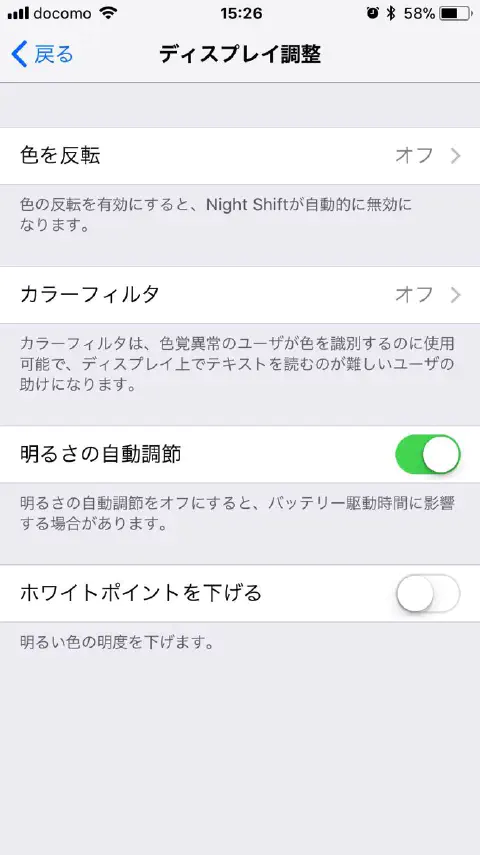 docomo 15:26 58%
戻る ディスプレイ調整
色を反転 オフ
色の反転を有効にすると、Night Shiftが自動的に無効に
なります。
カラーフィルタ オフ
カラーフィルタは、色覚異常のユーザが色を識別するのに使用
可能で、ディスプレイ上でテキストを読むのが難しいユーザの
助けになります。
明るさの自動調節
明るさの自動調節をオフにすると、バッテリー駆動時間に影響
する場合があります。
ホワイトポイントを下げる
明るい色の明度を下げます。